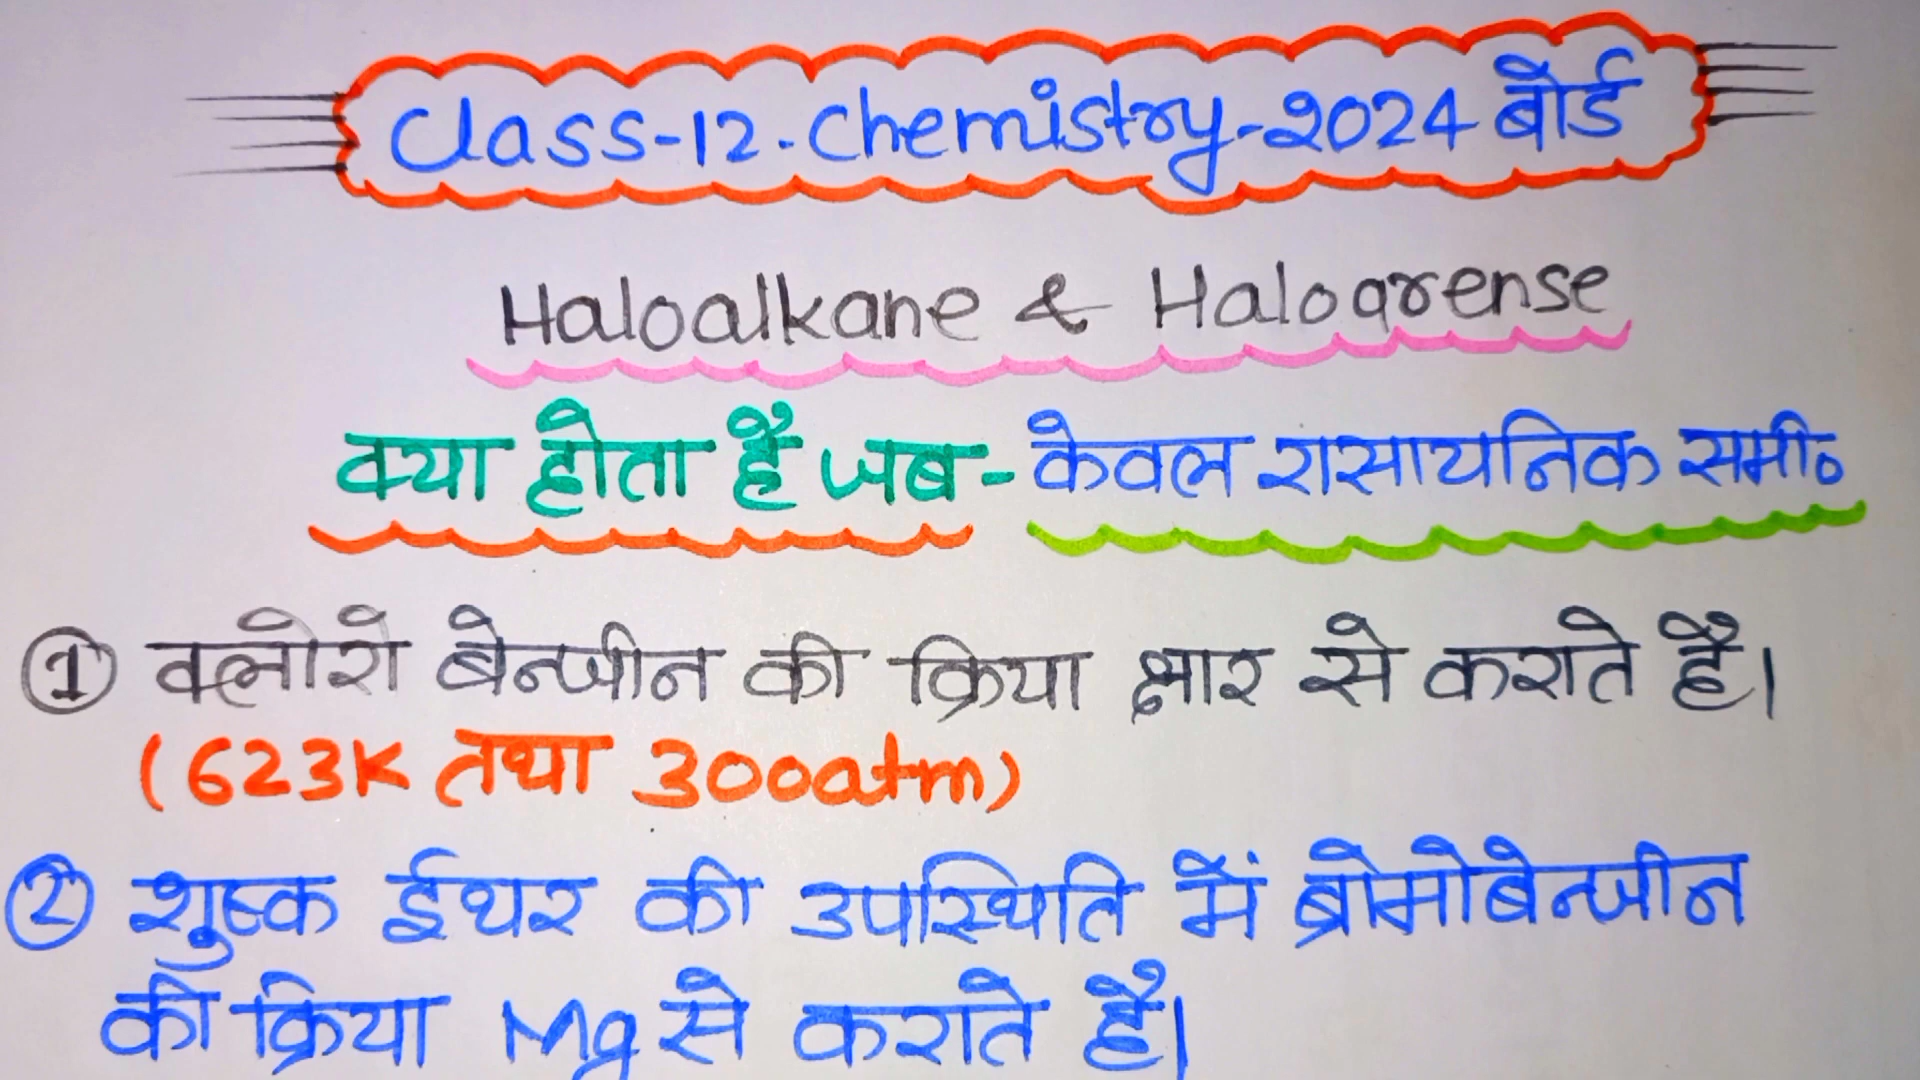 Class-12-Chemistry-2024 बोर्ड
Haloalkane & Haloarense
क्या होता है जब- केवल रासायनिक समी०
① क्लोरो बेन्जीन की क्रिया क्षार से कराते है।
(623K तथा 300atm)
② शुष्क ईथर की उपस्थिति में ब्रोमोबेन्जीन
की क्रिया Mg से कराते है।